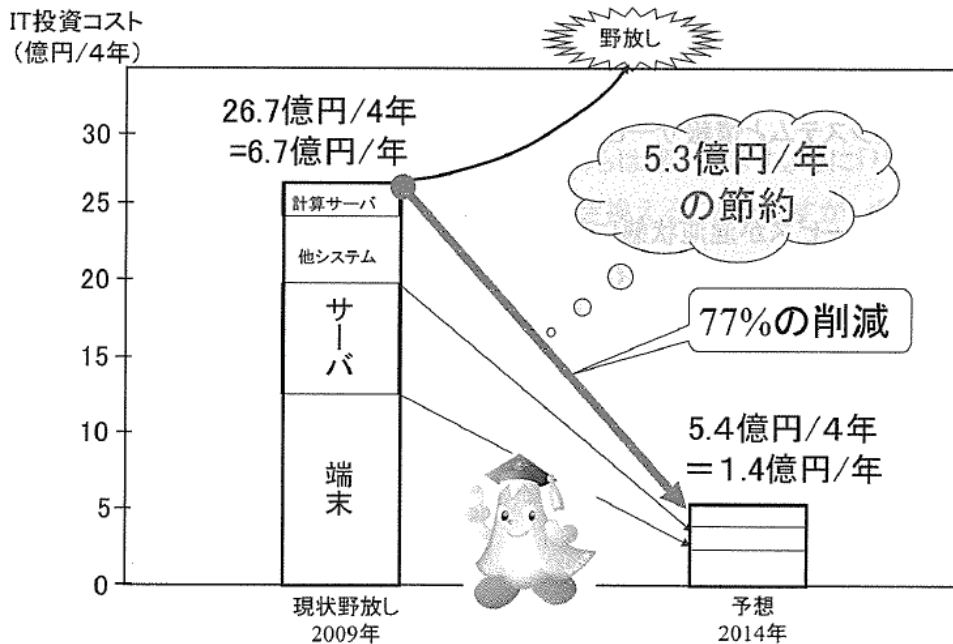 IT投資コスト
(億円/4年)
野放し
26.7億円/4年
=6.7億円/年
5.3億円/年
の節約
77%の削減
5.4億円/4年
=1.4億円/年
30
25
20
15
10
5
0
計算サーバ
他システム
サーバ
端末
現状野放し
2009年
予想
2014年